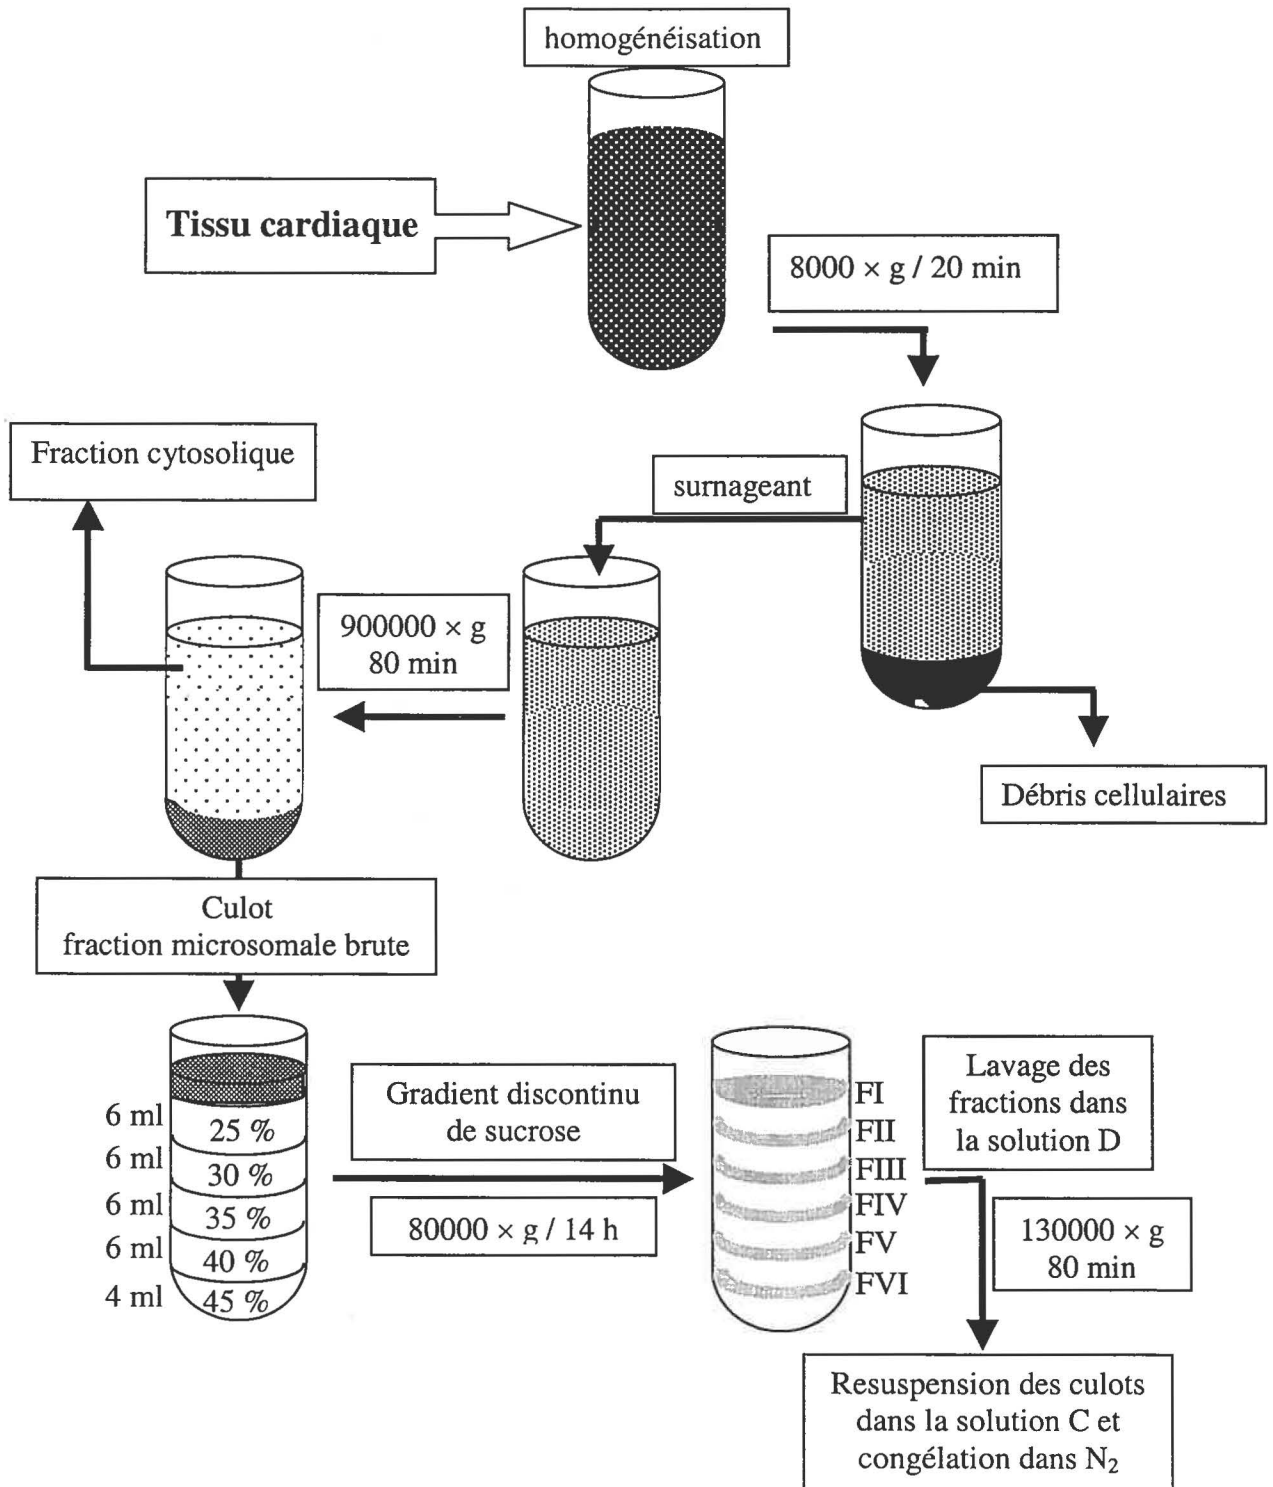 homogénéisation
Tissu cardiaque
8000 × g / 20 min
Fraction cytosolique
surnageant
900000 × g
80 min
Débris cellulaires
Culot
fraction microsomale brute
6 ml
25 %
6 ml
30 %
6 ml
35 %
6 ml
40 %
4 ml
45 %
Gradient discontinu
de sucrose
80000 × g / 14 h
FI
FII
FIII
FIV
FV
FVI
Lavage des
fractions dans
la solution D
130000 × g
80 min
Resuspension des culots
dans la solution C et
congélation dans N₂